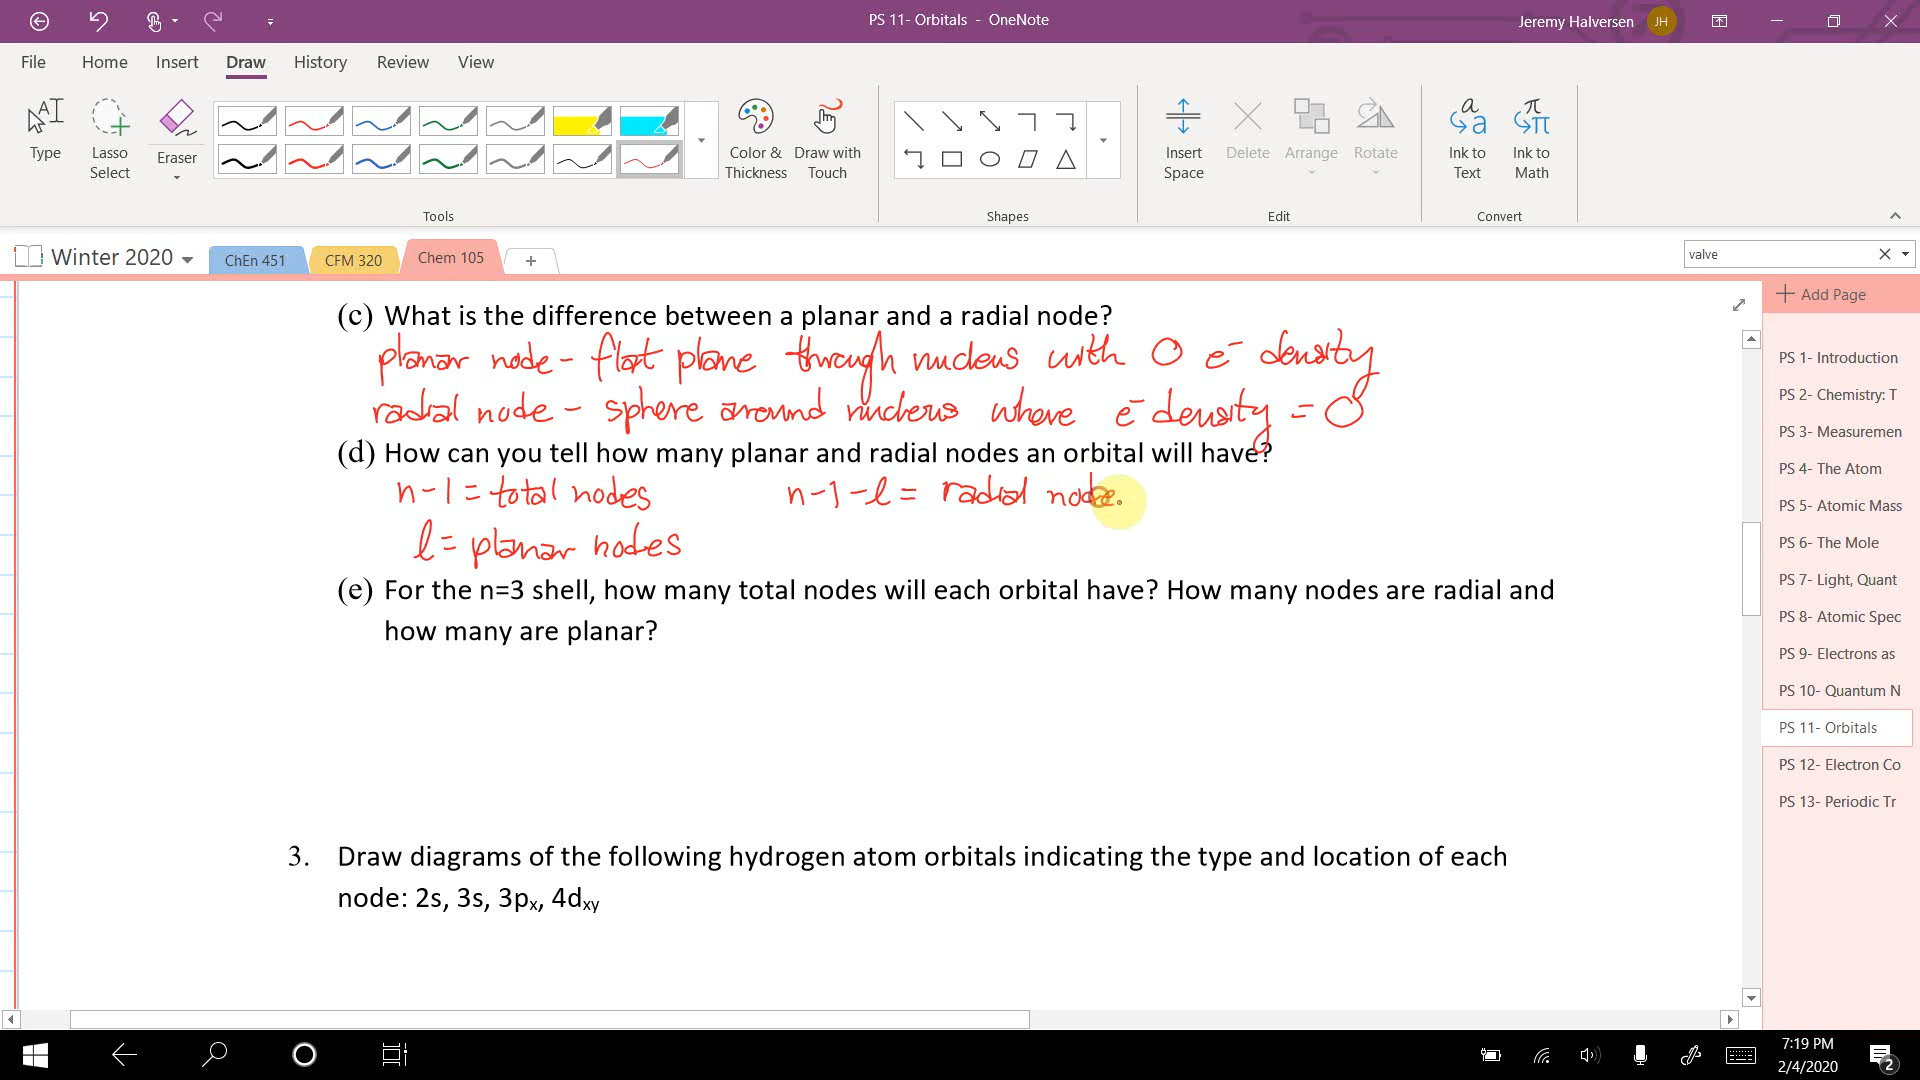 PS 11- Orbitals - OneNote
Jeremy Halversen
JH
File Home Insert Draw History Review View
Type
Lasso Select
Eraser
Color & Thickness
Draw with Touch
Insert Space
Delete
Arrange
Rotate
Ink to Text
Ink to Math
Tools
Shapes
Edit
Convert
Winter 2020
ChEn 451
CFM 320
Chem 105
valve
Add Page
(c) What is the difference between a planar and a radial node?
planar node - flat plane through nucleus with 0 e⁻ density
radial node - sphere around nucleus where e⁻ density = 0
(d) How can you tell how many planar and radial nodes an orbital will have?
n-1 = total nodes n-1-l = radial node
l = planar nodes
(e) For the n=3 shell, how many total nodes will each orbital have? How many nodes are radial and
how many are planar?
3. Draw diagrams of the following hydrogen atom orbitals indicating the type and location of each
node: 2s, 3s, 3pₓ, 4dxy
PS 1- Introduction
PS 2- Chemistry: T
PS 3- Measuremen
PS 4- The Atom
PS 5- Atomic Mass
PS 6- The Mole
PS 7- Light, Quant
PS 8- Atomic Spec
PS 9- Electrons as
PS 10- Quantum N
PS 11- Orbitals
PS 12- Electron Co
PS 13- Periodic Tr
7:19 PM
2/4/2020
2